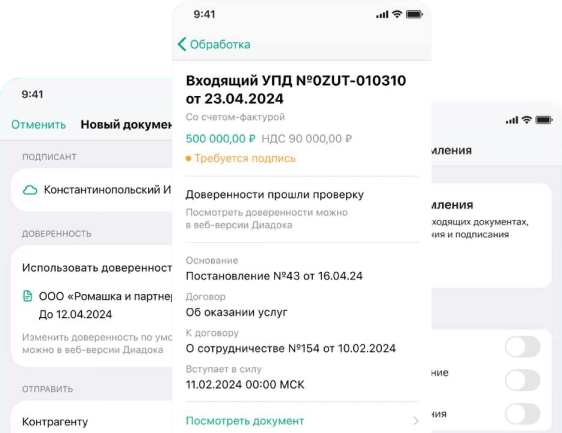 9:41
Отменить Новый докумен
ПОДПИСАНТ
Константинопольский И
ДОВЕРЕННОСТЬ
Использовать доверенност
ООО «Ромашка и партне
До 12.04.2024
Изменить доверенность по умо
можно в веб-версии Диадока
ОТПРАВИТЬ
Контрагенту
9:41
Обработка
Входящий УПД №0ZUT-010310
от 23.04.2024
Со счетом-фактурой
500 000,00 ₽ НДС 90 000,00 ₽
Требуется подпись
Доверенности прошли проверку
Посмотреть доверенности можно
в веб-версии Диадока
Основание
Постановление №43 от 16.04.24
Договор
Об оказании услуг
К договору
О сотрудничестве №154 от 10.02.2024
Вступает в силу
11.02.2024 00:00 МСК
Посмотреть документ
мления
мления
ходящих документах,
ния и подписания
ние
ния